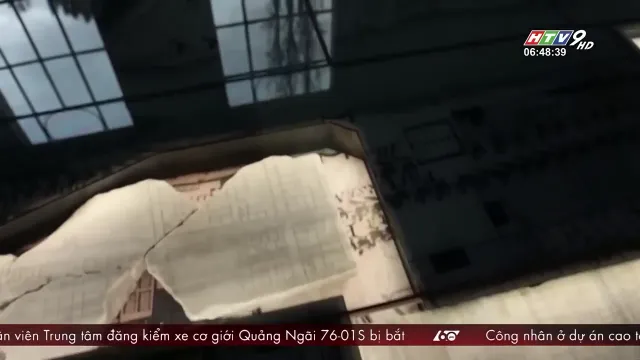 HTV9HD
06:48:39
ân viên Trung tâm đăng kiểm xe cơ giới Quảng Ngãi 76-01S bị bắt
Công nhân ở dự án cao t